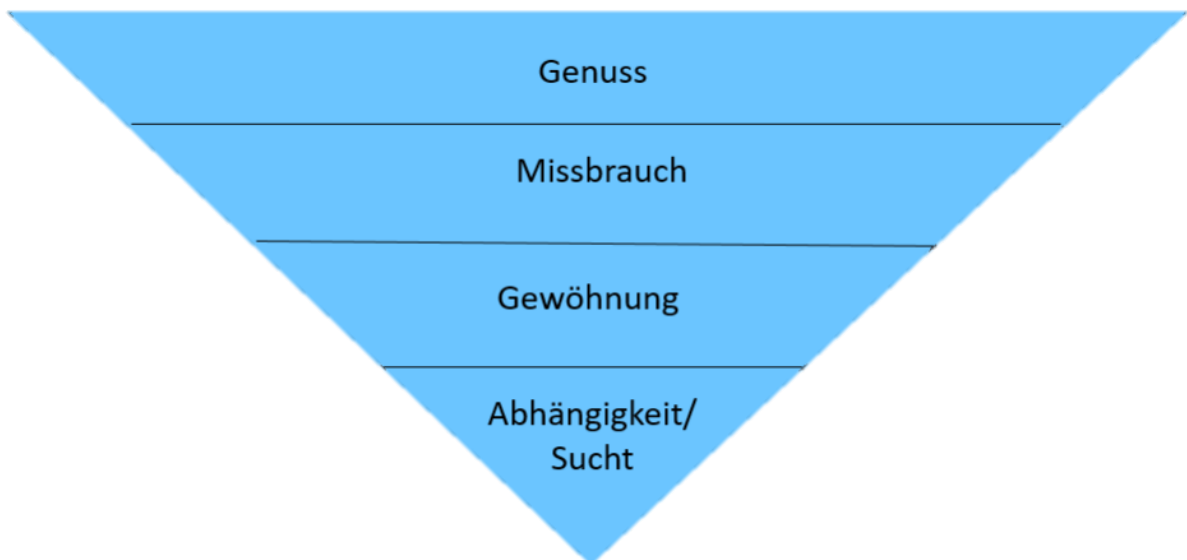 Genuss
Missbrauch
Gewöhnung
Abhängigkeit/
Sucht